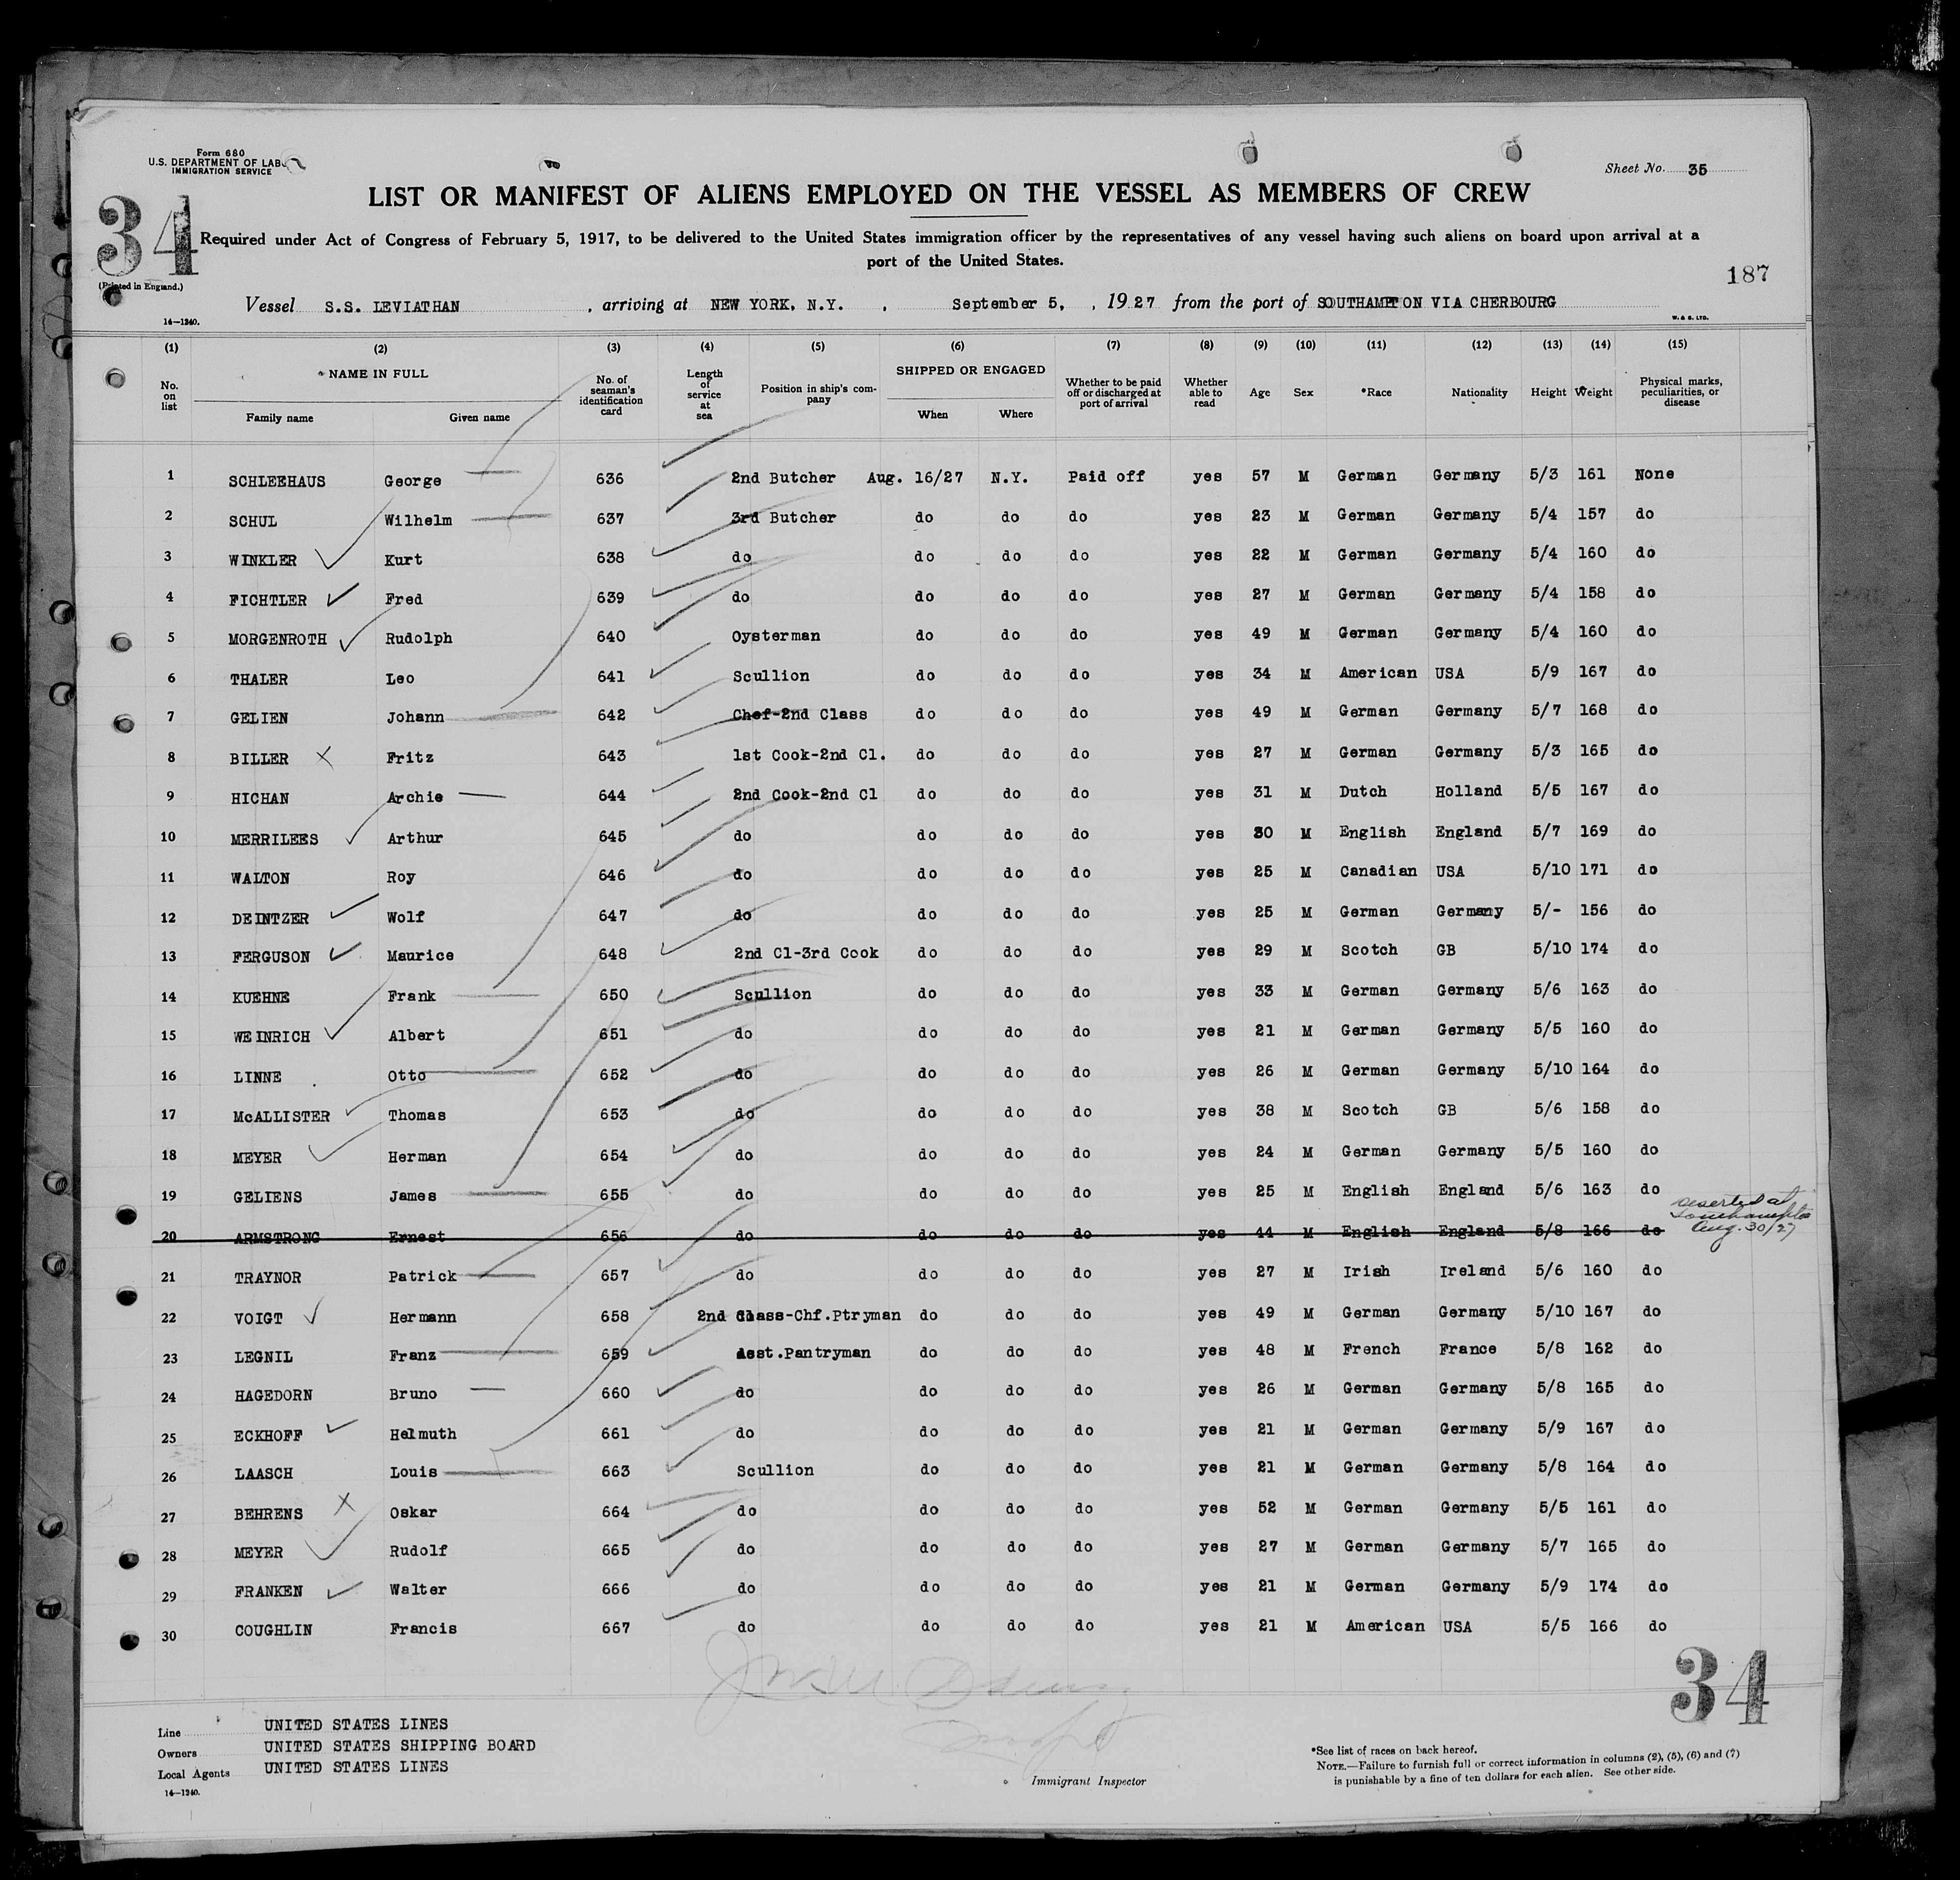 Form 680
U.S. DEPARTMENT OF LAB
IMMIGRATION SERVICE
Sheet No. 35
LIST OR MANIFEST OF ALIENS EMPLOYED ON THE VESSEL AS MEMBERS OF CREW
34
Required under Act of Congress of February 5, 1917, to be delivered to the United States immigration officer by the representatives of any vessel having such aliens on board upon arrival at a
port of the United States.
187
(Printed in England.)
Vessel S.S. LEVIATHAN , arriving at NEW YORK, N.Y. , September 5, , 1927 from the port of SOUTHAMPTON VIA CHERBOURG
14—1240.
W. & S. LTD.
(1) (2) (3) (4) (5) (6) (7) (8) (9) (10) (11) (12) (13) (14) (15)
No. on list NAME IN FULL Family name Given name No. of seaman's identification card Length of service at sea Position in ship's company SHIPPED OR ENGAGED When Where Whether to be paid off or discharged at port of arrival Whether able to read Age Sex *Race Nationality Height Weight Physical marks, peculiarities, or disease
1 SCHLEEHAUS George 636 2nd Butcher Aug. 16/27 N.Y. Paid off yes 57 M German Germany 5/3 161 None
2 SCHUL Wilhelm 637 3rd Butcher do do do yes 23 M German Germany 5/4 157 do
3 WINKLER Kurt 638 do do do do yes 22 M German Germany 5/4 160 do
4 FICHTLER Fred 639 do do do do yes 27 M German Germany 5/4 158 do
5 MORGENROTH Rudolph 640 Oysterman do do do yes 49 M German Germany 5/4 160 do
6 THALER Leo 641 Scullion do do do yes 34 M American USA 5/9 167 do
7 GELIEN Johann 642 Chef-2nd Class do do do yes 49 M German Germany 5/7 168 do
8 BILLER Fritz 643 1st Cook-2nd Cl. do do do yes 27 M German Germany 5/3 165 do
9 HICHAN Archie 644 2nd Cook-2nd Cl do do do yes 31 M Dutch Holland 5/5 167 do
10 MERRILEES Arthur 645 do do do do yes 30 M English England 5/7 169 do
11 WALTON Roy 646 do do do do yes 25 M Canadian USA 5/10 171 do
12 DEINTZER Wolf 647 do do do do yes 25 M German Germany 5/- 156 do
13 FERGUSON Maurice 648 2nd Cl-3rd Cook do do do yes 29 M Scotch GB 5/10 174 do
14 KUEHNE Frank 650 Scullion do do do yes 33 M German Germany 5/6 163 do
15 WEINRICH Albert 651 do do do do yes 21 M German Germany 5/5 160 do
16 LINNE Otto 652 do do do do yes 26 M German Germany 5/10 164 do
17 McALLISTER Thomas 653 do do do do yes 38 M Scotch GB 5/6 158 do
18 MEYER Herman 654 do do do do yes 24 M German Germany 5/5 160 do
19 GELIENS James 655 do do do do yes 25 M English England 5/6 163 do
20 ARMSTRONG Ernest 656 do do do do yes 44 M English England 5/8 166 do Deserted at Southampton Aug. 30/27
21 TRAYNOR Patrick 657 do do do do yes 27 M Irish Ireland 5/6 160 do
22 VOIGT Hermann 658 2nd Class-Chf.Ptryman do do do yes 49 M German Germany 5/10 167 do
23 LEGNIL Franz 659 Asst.Pantryman do do do yes 48 M French France 5/8 162 do
24 HAGEDORN Bruno 660 do do do do yes 26 M German Germany 5/8 165 do
25 ECKHOFF Helmuth 661 do do do do yes 21 M German Germany 5/9 167 do
26 LAASCH Louis 663 Scullion do do do yes 21 M German Germany 5/8 164 do
27 BEHRENS Oskar 664 do do do do yes 52 M German Germany 5/5 161 do
28 MEYER Rudolf 665 do do do do yes 27 M German Germany 5/7 165 do
29 FRANKEN Walter 666 do do do do yes 21 M German Germany 5/9 174 do
30 COUGHLIN Francis 667 do do do do yes 21 M American USA 5/5 166 do
34
Line UNITED STATES LINES
Owners UNITED STATES SHIPPING BOARD
Local Agents UNITED STATES LINES
14—1240.
Immigrant Inspector
*See list of races on back hereof.
NOTE.—Failure to furnish full or correct information in columns (2), (5), (6) and (7)
is punishable by a fine of ten dollars for each alien. See other side.